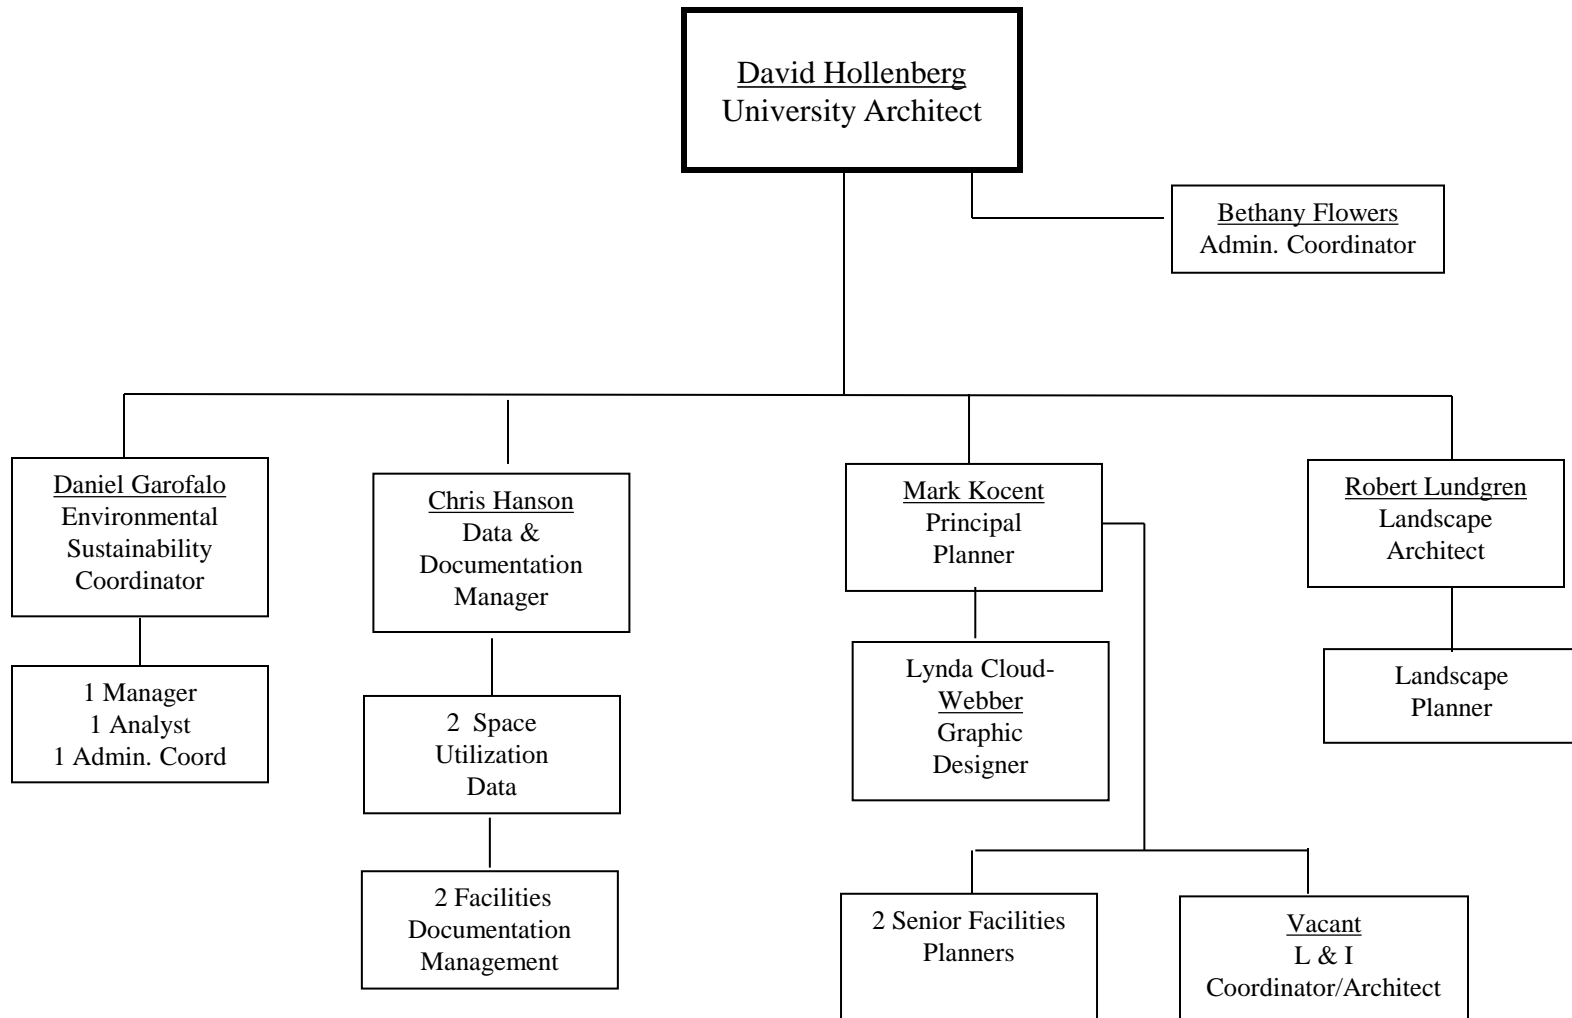 David Hollenberg
University Architect
Bethany Flowers
Admin. Coordinator
Daniel Garofalo
Environmental
Sustainability
Coordinator
Chris Hanson
Data &
Documentation
Manager
Mark Kocent
Principal
Planner
Robert Lundgren
Landscape
Architect
1 Manager
1 Analyst
1 Admin. Coord
2 Space
Utilization
Data
Lynda Cloud-
Webber
Graphic
Designer
Landscape
Planner
2 Facilities
Documentation
Management
2 Senior Facilities
Planners
Vacant
L & I
Coordinator/Architect